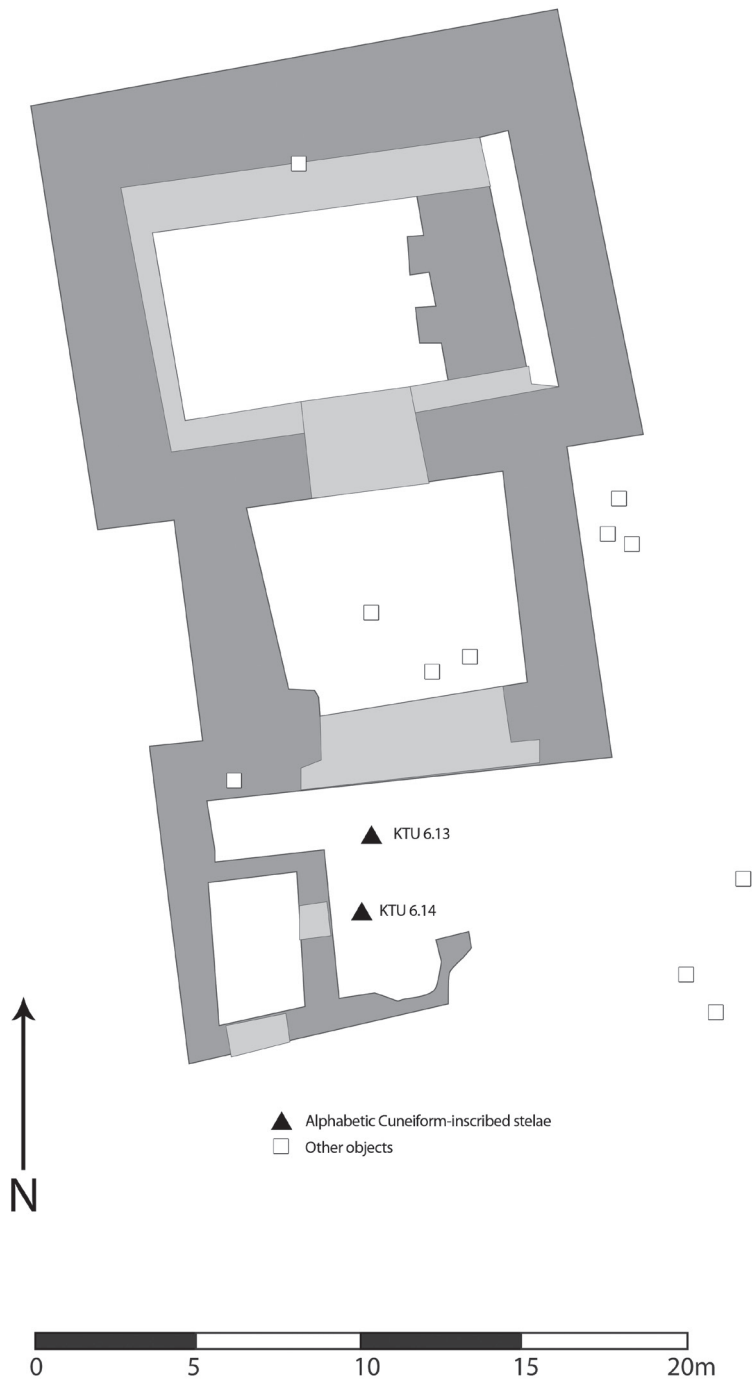 KTU 6.13
KTU 6.14
Alphabetic Cuneiform-inscribed stelae
Other objects
N
0 5 10 15 20m